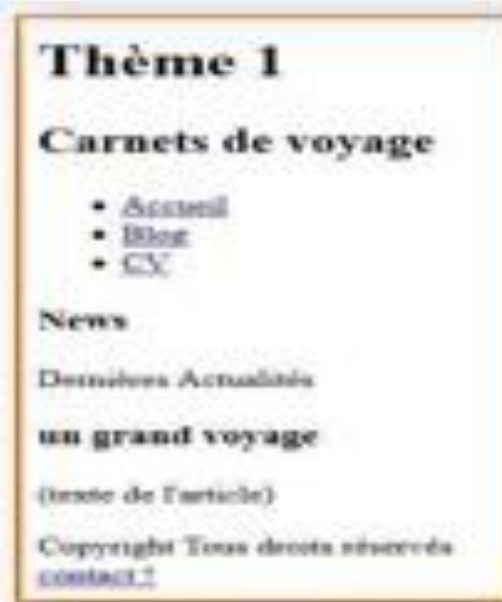 Thème 1
Carnets de voyage
Accueil
Blog
CV
News
Dernières Actualités
un grand voyage
(texte de l'article)
Copyright Tous droits réservés
contact !